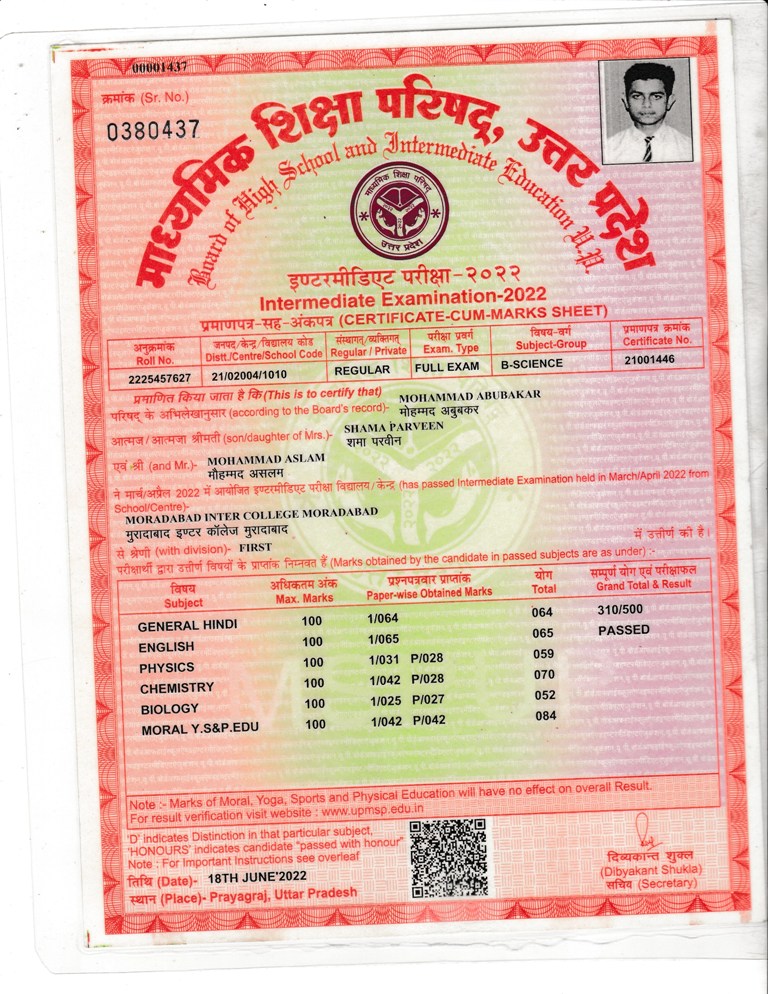 00001437
क्रमांक (Sr. No.)
0380437
माध्यमिक शिक्षा परिषद्, उत्तर प्रदेश
Board of High School and Intermediate Education U.P.
माध्यमिक शिक्षा परिषद्
उत्तर प्रदेश
इण्टरमीडिएट परीक्षा-२०२२
Intermediate Examination-2022
प्रमाणपत्र-सह-अंकपत्र (CERTIFICATE-CUM-MARKS SHEET)
अनुक्रमांक जनपद/केन्द्र/विद्यालय कोड संस्थागत/व्यक्तिगत परीक्षा प्रवर्ग विषय-वर्ग प्रमाणपत्र क्रमांक
Roll No. Distt./Centre/School Code Regular / Private Exam. Type Subject-Group Certificate No.
2225457627 21/02004/1010 REGULAR FULL EXAM B-SCIENCE 21001446
प्रमाणित किया जाता है कि (This is to certify that) MOHAMMAD ABUBAKAR
परिषद् के अभिलेखानुसार (according to the Board's record)- मोहम्मद अबुबकर
SHAMA PARVEEN
आत्मज/आत्मजा श्रीमती (son/daughter of Mrs.)- शमा परवीन
MOHAMMAD ASLAM
एवं श्री (and Mr.)- मौहम्मद असलम
ने मार्च/अप्रैल 2022 में आयोजित इण्टरमीडिएट परीक्षा विद्यालय/केन्द्र (has passed Intermediate Examination held in March/April 2022 from
School/Centre)-
MORADABAD INTER COLLEGE MORADABAD
मुरादाबाद इण्टर कॉलेज मुरादाबाद में उत्तीर्ण की है।
से श्रेणी (with division)- FIRST
परीक्षार्थी द्वारा उत्तीर्ण विषयों के प्राप्तांक निम्नवत हैं (Marks obtained by the candidate in passed subjects are as under) :-
विषय अधिकतम अंक प्रश्नपत्रवार प्राप्तांक योग सम्पूर्ण योग एवं परीक्षाफल
Subject Max. Marks Paper-wise Obtained Marks Total Grand Total & Result
GENERAL HINDI 100 1/064 064 310/500
ENGLISH 100 1/065 065 PASSED
PHYSICS 100 1/031 P/028 059
CHEMISTRY 100 1/042 P/028 070
BIOLOGY 100 1/025 P/027 052
MORAL Y.S&P.EDU 100 1/042 P/042 084
Note :- Marks of Moral, Yoga, Sports and Physical Education will have no effect on overall Result.
For result verification visit website : www.upmsp.edu.in
'D' indicates Distinction in that particular subject,
'HONOURS' indicates candidate "passed with honour"
Note : For Important Instructions see overleaf
तिथि (Date)- 18TH JUNE'2022
स्थान (Place)- Prayagraj, Uttar Pradesh
दिव्यकान्त शुक्ल
(Dibyakant Shukla)
सचिव (Secretary)